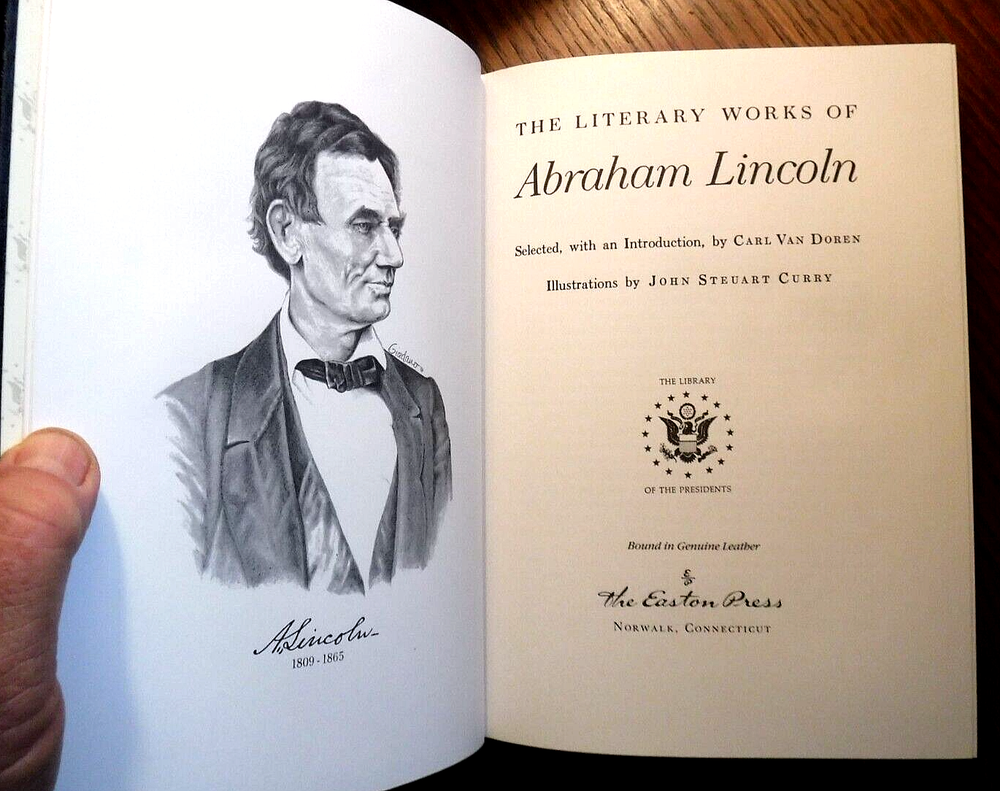 A. Lincoln
1809 - 1865
THE LITERARY WORKS OF
Abraham Lincoln
Selected, with an Introduction, by CARL VAN DOREN
Illustrations by JOHN STEUART CURRY
THE LIBRARY
OF THE PRESIDENTS
Bound in Genuine Leather
The Easton Press
NORWALK, CONNECTICUT